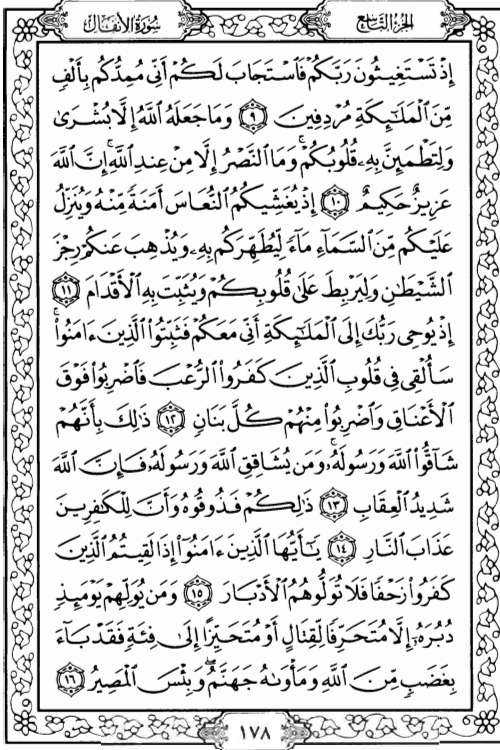 الجزء التاسع
سورة الأنفال
إِذْ تَسْتَغِيثُونَ رَبَّكُمْ فَٱسْتَجَابَ لَكُمْ أَنِّى مُمِدُّكُم بِأَلْفٍ
مِّنَ ٱلْمَلَـٰٓئِكَةِ مُرْدِفِينَ ٩ وَمَا جَعَلَهُ ٱللَّهُ إِلَّا بُشْرَىٰ
وَلِتَطْمَئِنَّ بِهِۦ قُلُوبُكُمْ ۚ وَمَا ٱلنَّصْرُ إِلَّا مِنْ عِندِ ٱللَّهِ ۚ إِنَّ ٱللَّهَ
عَزِيزٌ حَكِيمٌ ١٠ إِذْ يُغَشِّيكُمُ ٱلنُّعَاسَ أَمَنَةً مِّنْهُ وَيُنَزِّلُ
عَلَيْكُم مِّنَ ٱلسَّمَآءِ مَآءً لِّيُطَهِّرَكُم بِهِۦ وَيُذْهِبَ عَنكُمْ رِجْزَ
ٱلشَّيْطَـٰنِ وَلِيَرْبِطَ عَلَىٰ قُلُوبِكُمْ وَيُثَبِّتَ بِهِ ٱلْأَقْدَامَ ١١
إِذْ يُوحِى رَبُّكَ إِلَى ٱلْمَلَـٰٓئِكَةِ أَنِّى مَعَكُمْ فَثَبِّتُوا۟ ٱلَّذِينَ ءَامَنُوا۟ ۚ
سَأُلْقِى فِى قُلُوبِ ٱلَّذِينَ كَفَرُوا۟ ٱلرُّعْبَ فَٱضْرِبُوا۟ فَوْقَ
ٱلْأَعْنَاقِ وَٱضْرِبُوا۟ مِنْهُمْ كُلَّ بَنَانٍ ١٢ ذَٰلِكَ بِأَنَّهُمْ
شَآقُّوا۟ ٱللَّهَ وَرَسُولَهُۥ ۚ وَمَن يُشَاقِقِ ٱللَّهَ وَرَسُولَهُۥ فَإِنَّ ٱللَّهَ
شَدِيدُ ٱلْعِقَابِ ١٣ ذَٰلِكُمْ فَذُوقُوهُ وَأَنَّ لِلْكَـٰفِرِينَ
عَذَابَ ٱلنَّارِ ١٤ يَـٰٓأَيُّهَا ٱلَّذِينَ ءَامَنُوٓا۟ إِذَا لَقِيتُمُ ٱلَّذِينَ
كَفَرُوا۟ زَحْفًا فَلَا تُوَلُّوهُمُ ٱلْأَدْبَارَ ١٥ وَمَن يُوَلِّهِمْ يَوْمَئِذٍ
دُبُرَهُۥٓ إِلَّا مُتَحَرِّفًا لِّقِتَالٍ أَوْ مُتَحَيِّزًا إِلَىٰ فِئَةٍ فَقَدْ بَآءَ
بِغَضَبٍ مِّنَ ٱللَّهِ وَمَأْوَىٰهُ جَهَنَّمُ ۖ وَبِئْسَ ٱلْمَصِيرُ ١٦
١٧٨